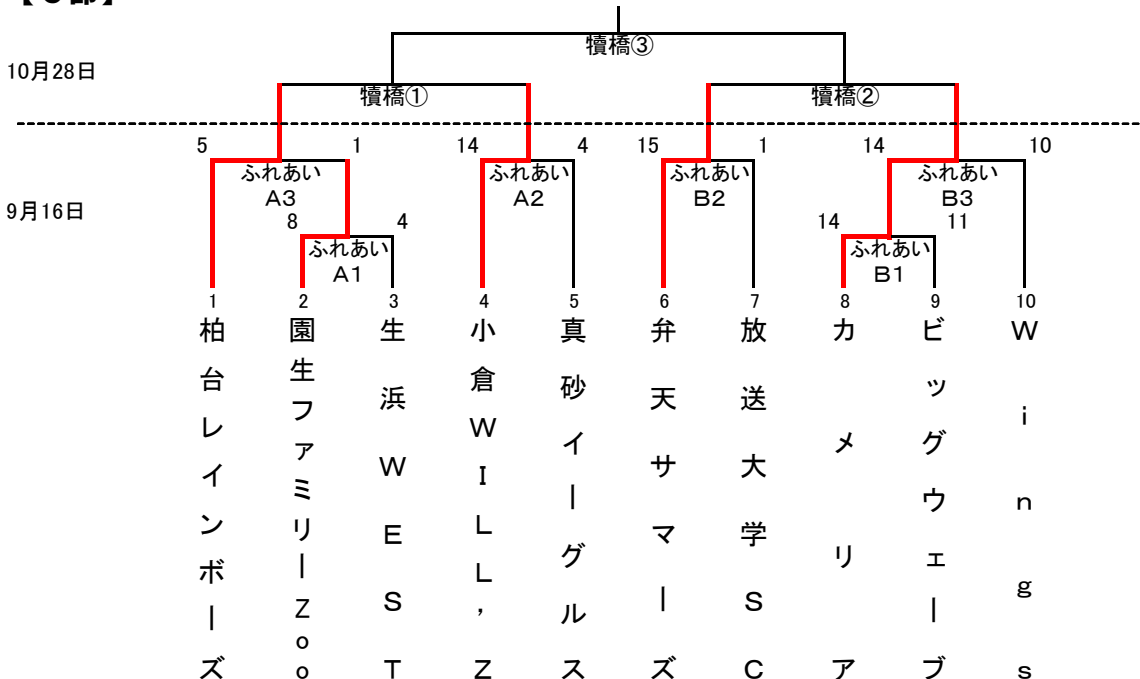 犢橋③
10月28日
犢橋①
犢橋②
5
1
14
4
15
1
14
10
ふれあい
A3
ふれあい
A2
ふれあい
B2
ふれあい
B3
9月16日
8
4
14
11
ふれあい
A1
ふれあい
B1
1
2
3
4
5
6
7
8
9
10
柏台レインボーズ
園生ファミリーZoo
生浜WEST
小倉WILL'Z
真砂イーグルス
弁天サマーズ
放送大学SC
カメリア
ビッグウェーブ
Wings